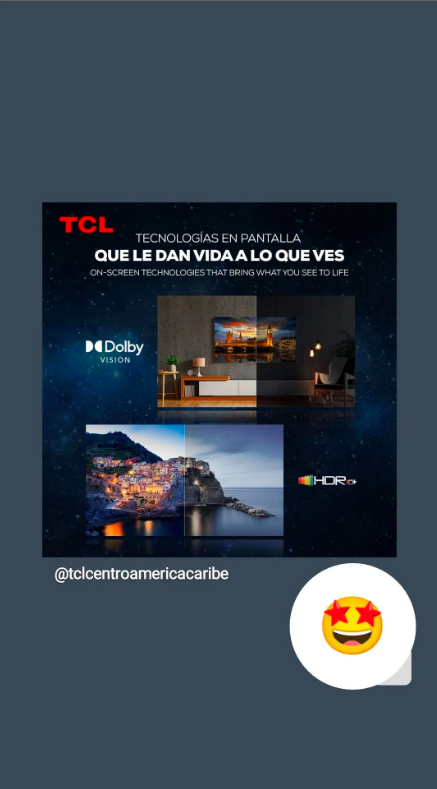 TCL
TECNOLOGÍAS EN PANTALLA
QUE LE DAN VIDA A LO QUE VES
ON-SCREEN TECHNOLOGIES THAT BRING WHAT YOU SEE TO LIFE
Dolby
VISION
HDR10+
@tclcentroamericacaribe